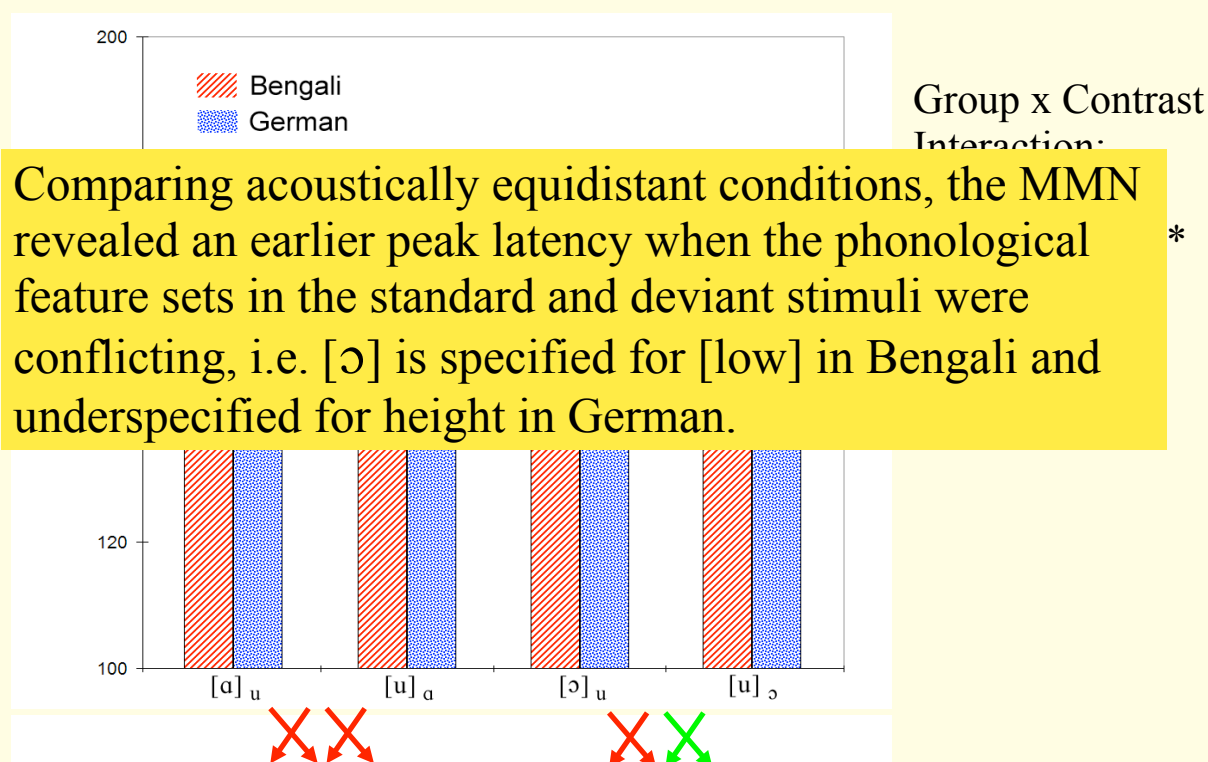 200
Bengali
German
Group x Contrast
Interaction:
Comparing acoustically equidistant conditions, the MMN
revealed an earlier peak latency when the phonological
*
feature sets in the standard and deviant stimuli were
conflicting, i.e. [ɔ] is specified for [low] in Bengali and
underspecified for height in German.
120
100
[ɑ] u
[u] ɑ
[ɔ] u
[u] ɔ